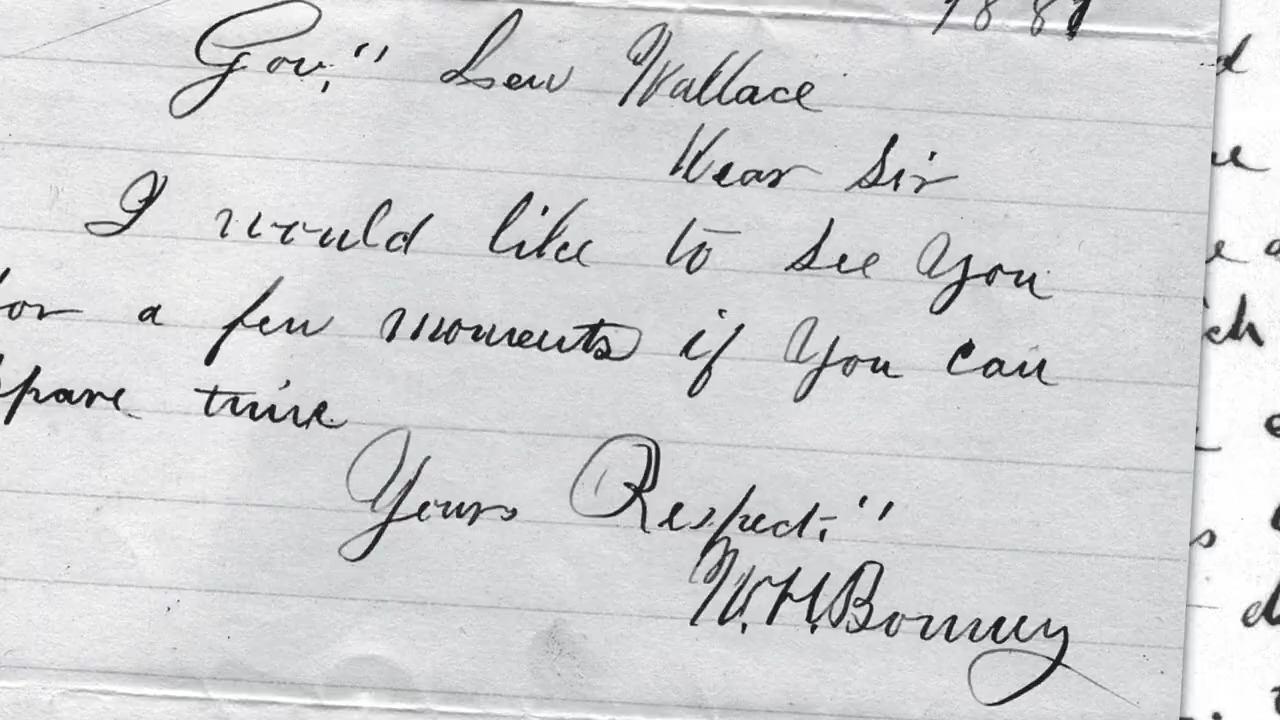 1881
Gov," Lew Wallace
Dear Sir
I would like to see You
for a few moments if You can
spare time
Yours Respect."
W.H. Bonney